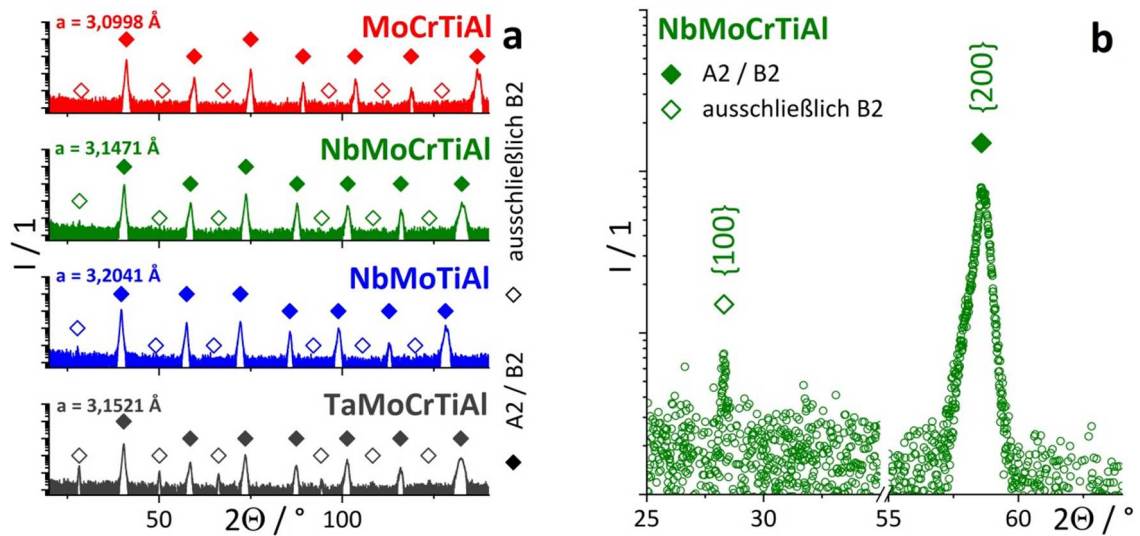 a
a = 3,0998 Å
MoCrTiAl
a = 3,1471 Å
NbMoCrTiAl
a = 3,2041 Å
NbMoTiAl
a = 3,1521 Å
TaMoCrTiAl
I / 1
50
2Θ / °
100
◆ A2 / B2 ◇ ausschließlich B2
b
NbMoCrTiAl
◆ A2 / B2
◇ ausschließlich B2
{100}
{200}
I / 1
25
30
55
60
2Θ / °